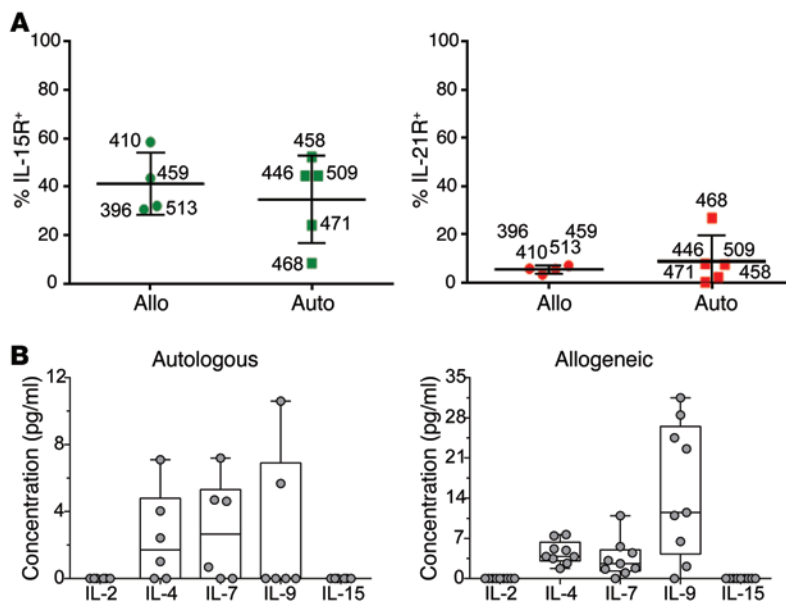 A
% IL-15R+
100
80
60
40
20
0
410
459
396
513
458
446
509
471
468
Allo
Auto
% IL-21R+
100
80
60
40
20
0
396
459
410
513
468
446
509
471
458
Allo
Auto
B
Autologous
Concentration (pg/ml)
12
8
4
0
IL-2
IL-4
IL-7
IL-9
IL-15
Allogeneic
Concentration (pg/ml)
35
28
21
14
7
0
IL-2
IL-4
IL-7
IL-9
IL-15